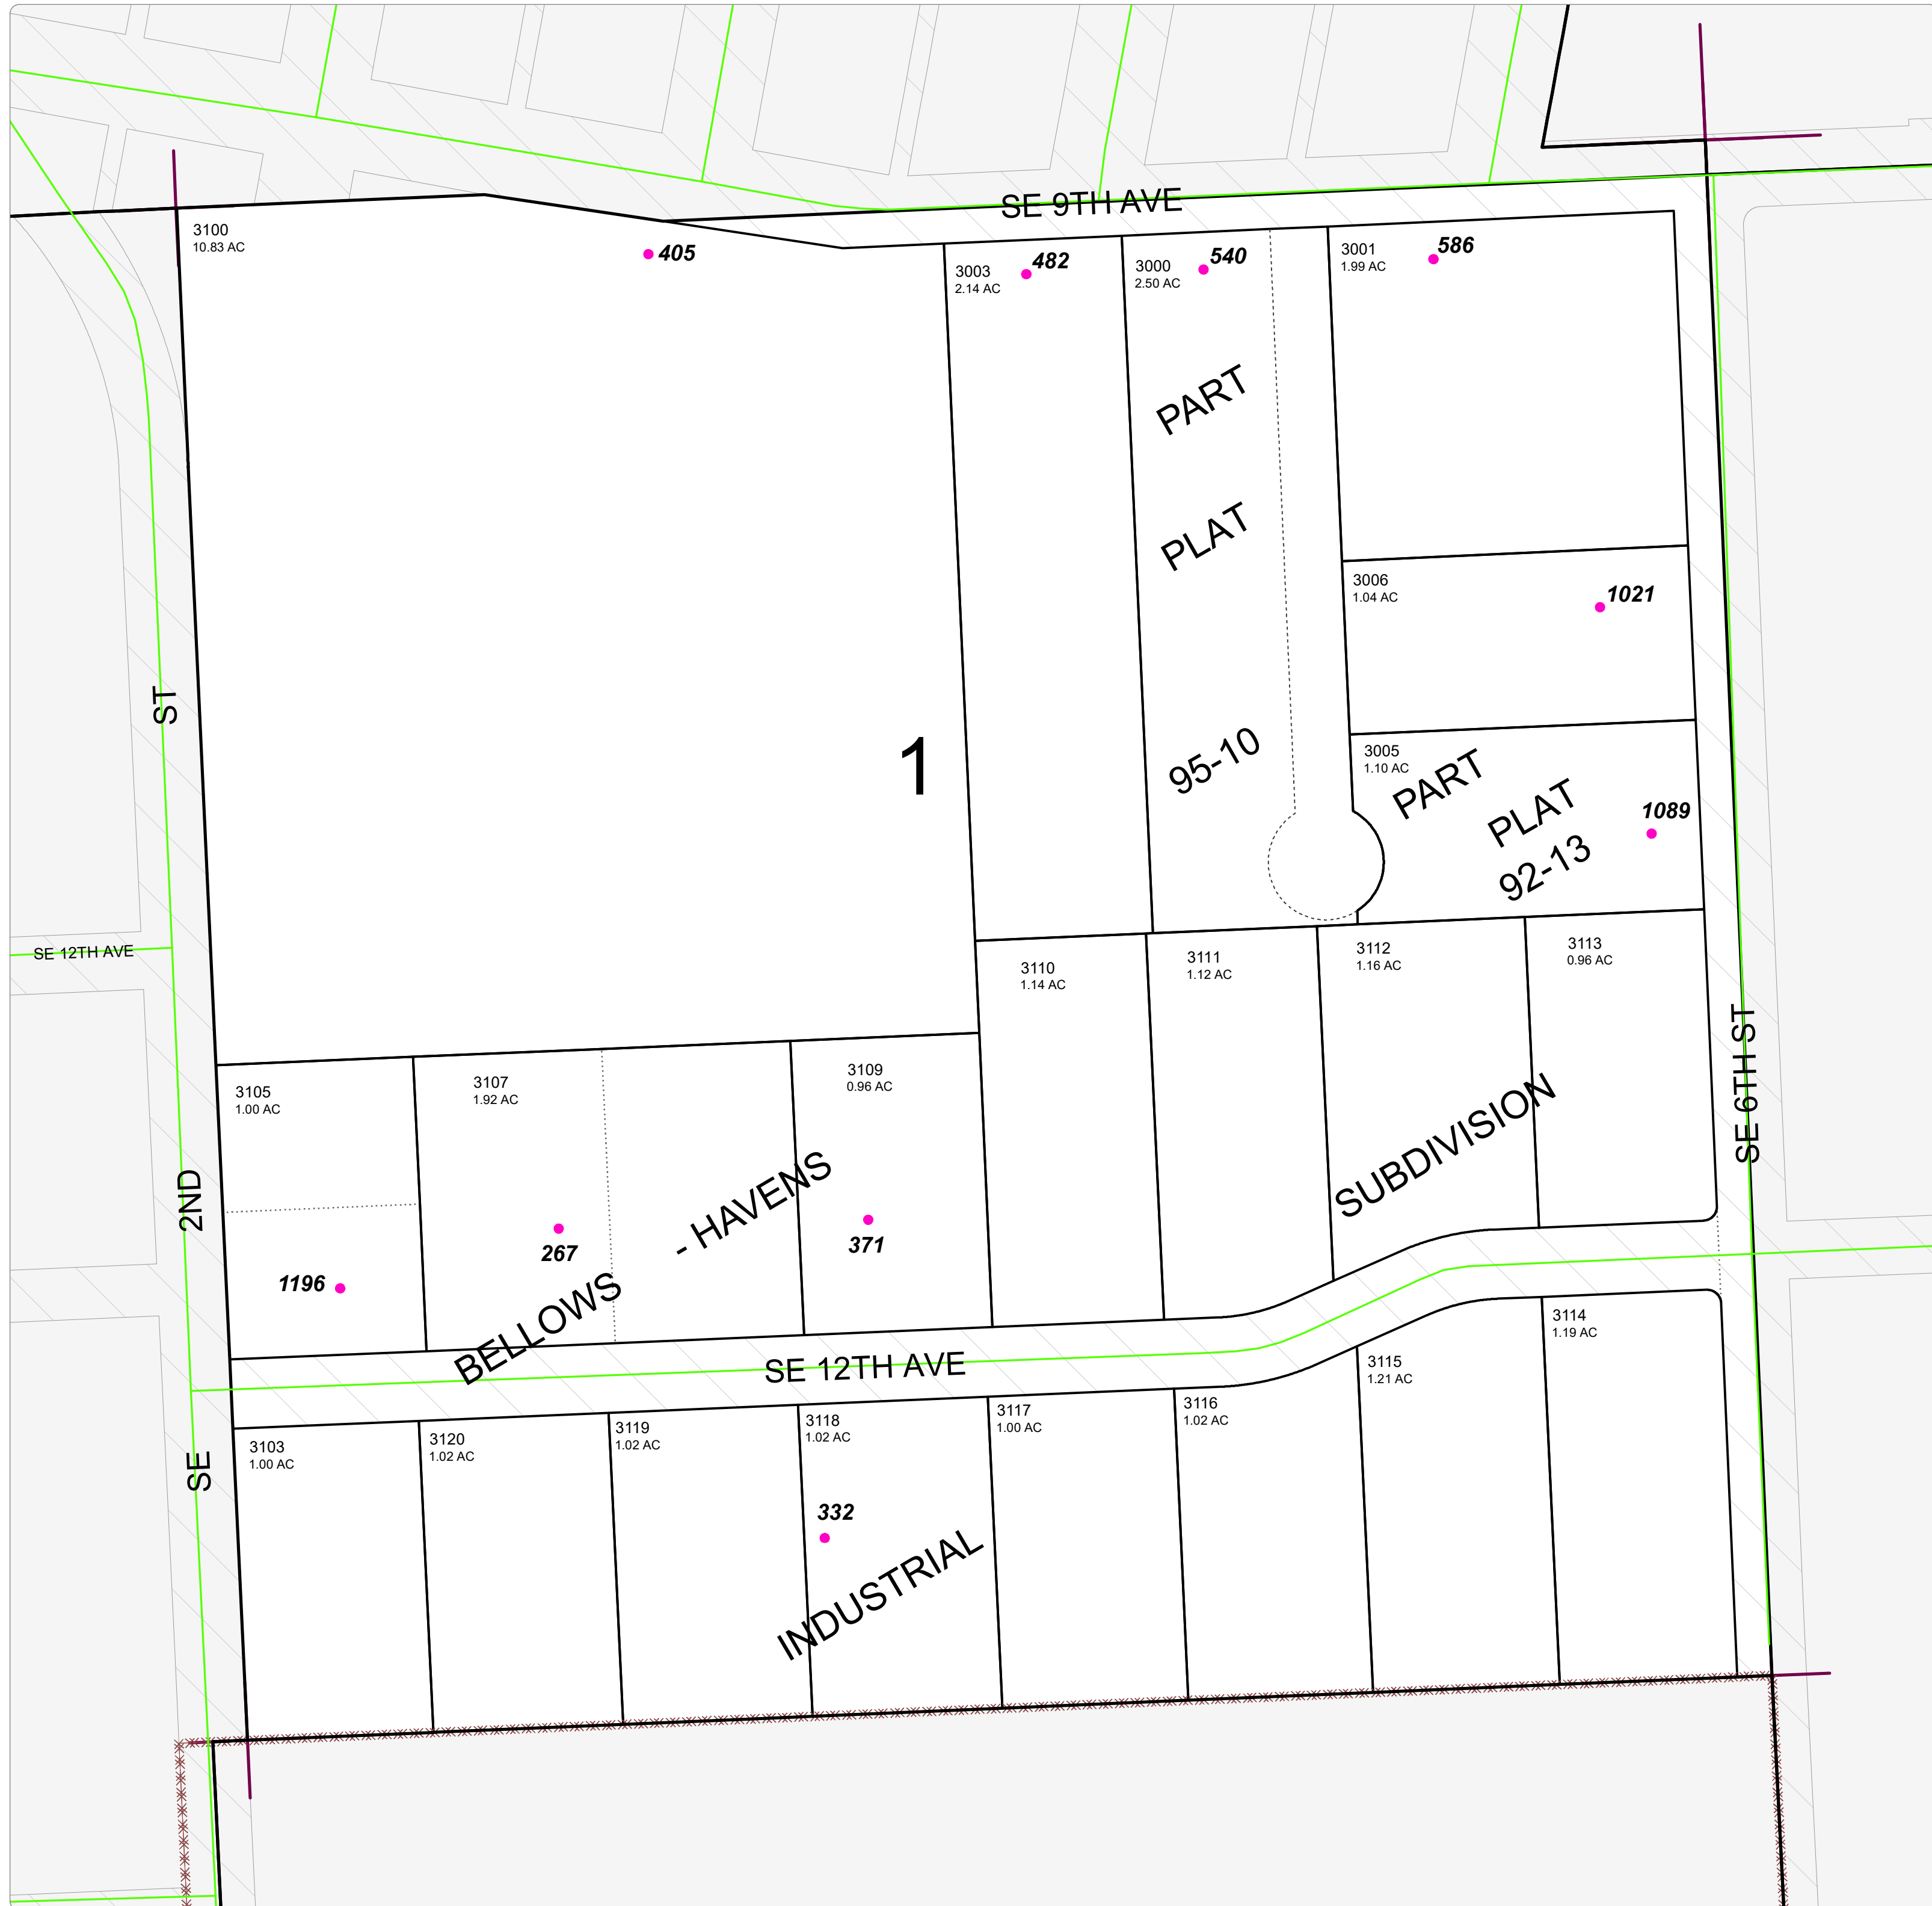 SE 9TH AVE
3100
10.83 AC
405
3003
2.14 AC
482
3000
2.50 AC
540
3001
1.99 AC
586
PART
PLAT
95-10
3006
1.04 AC
1021
ST
1
3005
1.10 AC
PART
PLAT
92-13
1089
SE 12TH AVE
3110
1.14 AC
3111
1.12 AC
3112
1.16 AC
3113
0.96 AC
SE 6TH ST
3105
1.00 AC
3107
1.92 AC
3109
0.96 AC
2ND
1196
267
371
BELLOWS
- HAVENS
SUBDIVISION
SE 12TH AVE
3114
1.19 AC
3115
1.21 AC
3116
1.02 AC
3117
1.00 AC
3118
1.02 AC
3119
1.02 AC
3120
1.02 AC
3103
1.00 AC
SE
332
INDUSTRIAL